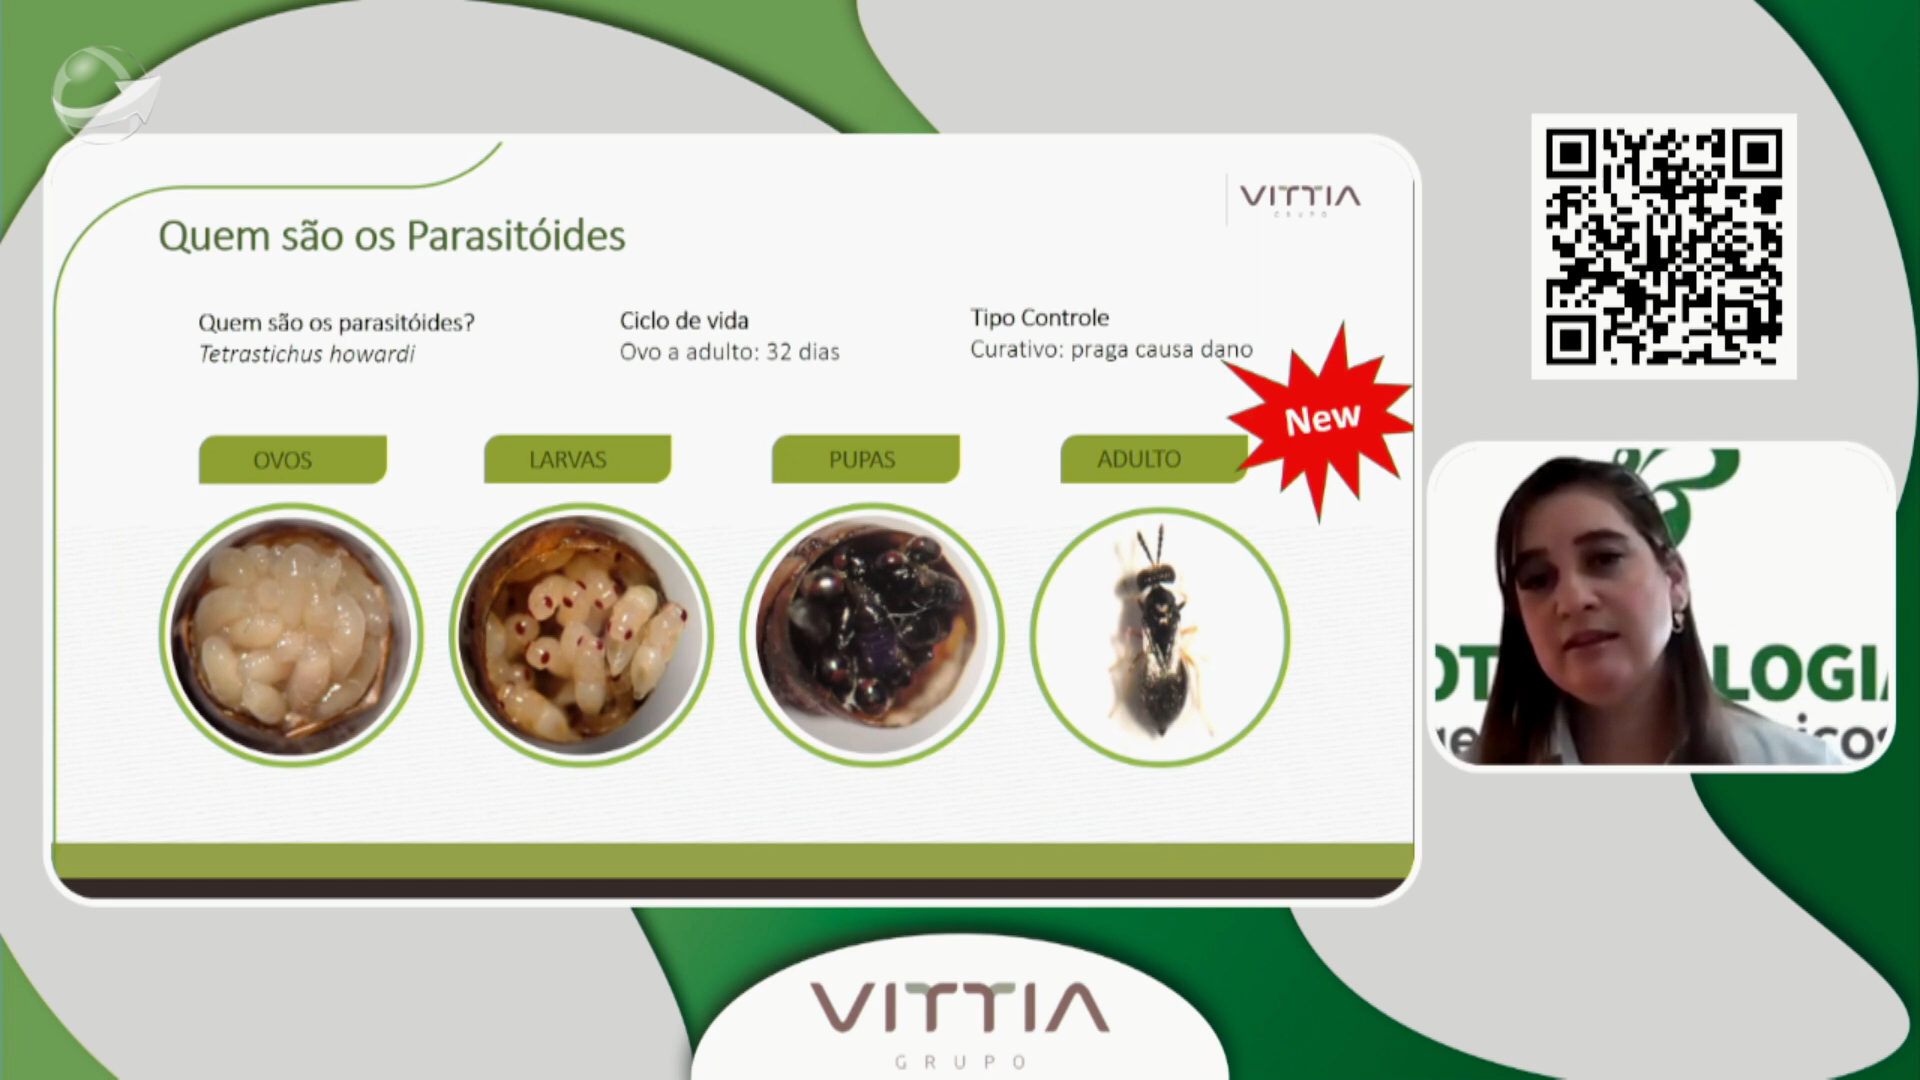 VITTIA
GRUPO
Quem são os Parasitóides
Quem são os parasitóides?
Tetrastichus howardi
Ciclo de vida
Ovo a adulto: 32 dias
Tipo Controle
Curativo: praga causa dano
New
OVOS
LARVAS
PUPAS
ADULTO
LOGI
VITTIA
GRUPO